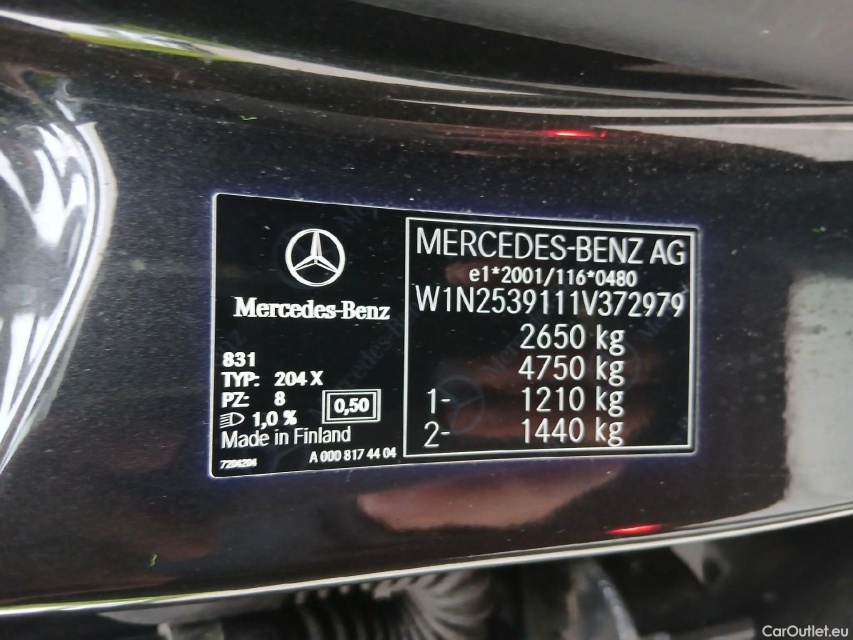 Mercedes-Benz
831
TYP: 204 X
PZ: 8
1,0 %
0,50
Made in Finland
7204204
A 000 817 44 04
MERCEDES-BENZ AG
e1*2001/116*0480
W1N2539111V372979
2650 kg
4750 kg
1- 1210 kg
2- 1440 kg
CarOutlet.eu